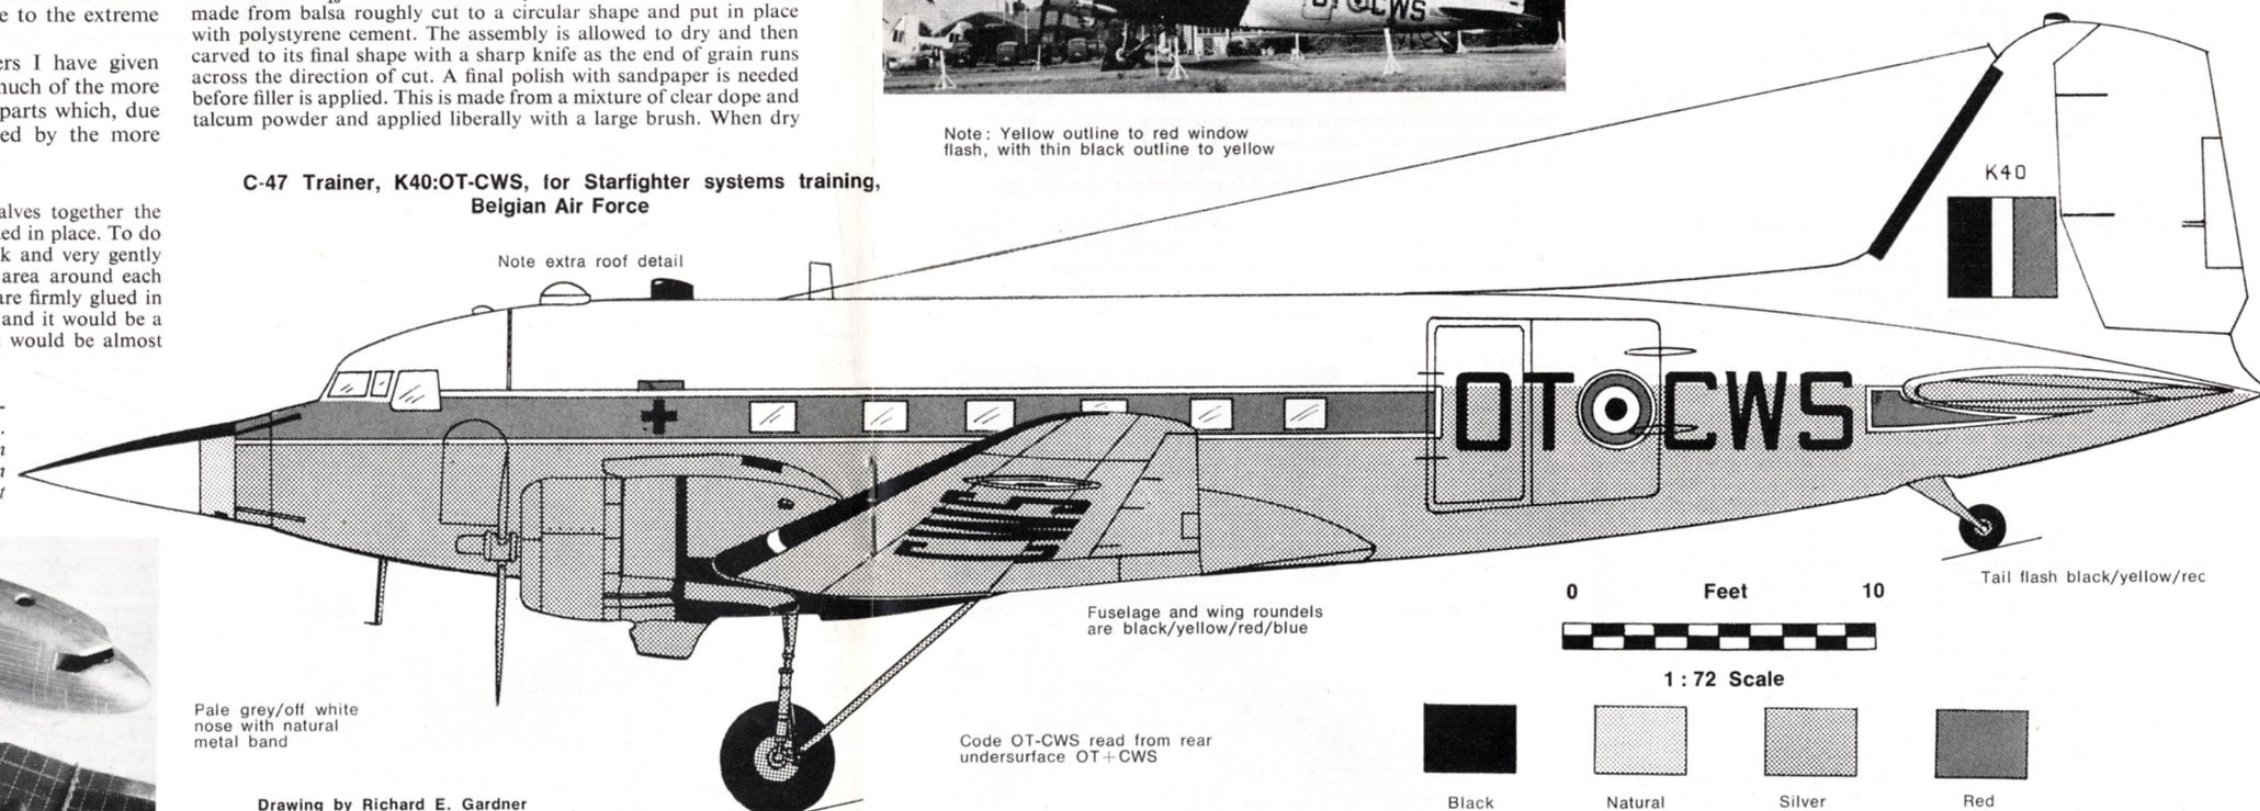 e to the extreme
ers I have given
much of the more
parts which, due
ed by the more
alves together the
ed in place. To do
k and very gently
area around each
are firmly glued in
and it would be a
would be almost
made from balsa roughly cut to a circular shape and put in place
with polystyrene cement. The assembly is allowed to dry and then
carved to its final shape with a sharp knife as the end of grain runs
across the direction of cut. A final polish with sandpaper is needed
before filler is applied. This is made from a mixture of clear dope and
talcum powder and applied liberally with a large brush. When dry
OT CWS
Note: Yellow outline to red window
flash, with thin black outline to yellow
C-47 Trainer, K40:OT-CWS, for Starfighter systems training,
Belgian Air Force
Note extra roof detail
K40
OT CWS
CWS
Tail flash black/yellow/rec
Fuselage and wing roundels
are black/yellow/red/blue
0 Feet 10
1:72 Scale
Pale grey/off white
nose with natural
metal band
Code OT-CWS read from rear
undersurface OT+CWS
Black Natural Silver Red
Drawing by Richard E. Gardner